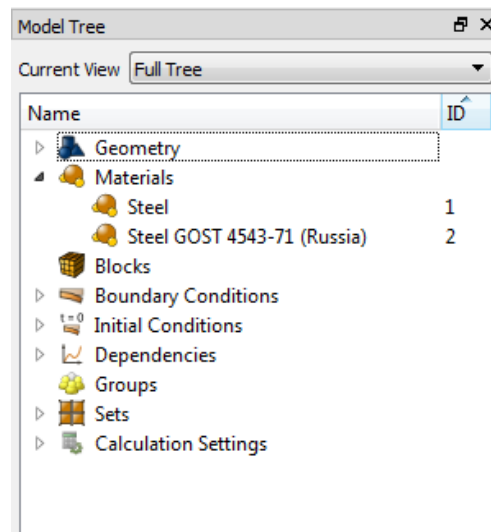 Model Tree
Current View Full Tree
Name ID
Geometry
Materials
Steel 1
Steel GOST 4543-71 (Russia) 2
Blocks
Boundary Conditions
t=0
Initial Conditions
Dependencies
Groups
Sets
Calculation Settings